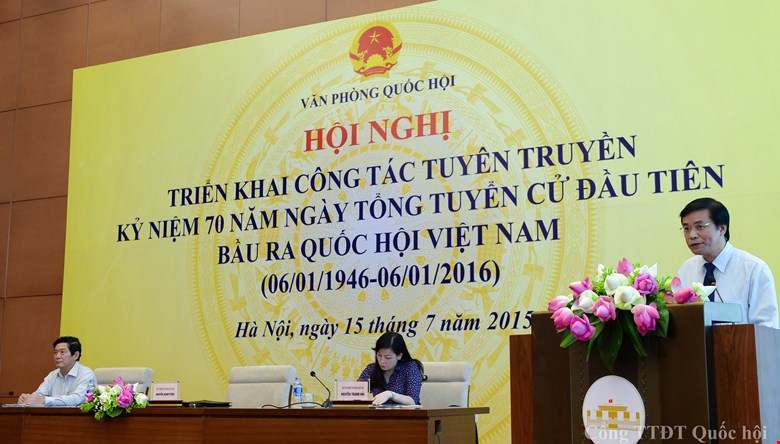 VĂN PHÒNG QUỐC HỘI
HỘI NGHỊ
TRIỂN KHAI CÔNG TÁC TUYÊN TRUYỀN
KỶ NIỆM 70 NĂM NGÀY TỔNG TUYỂN CỬ ĐẦU TIÊN
BẦU RA QUỐC HỘI VIỆT NAM
(06/01/1946-06/01/2016)
Hà Nội, ngày 15 tháng 7 năm 2015
Cổng TTĐT Quốc hội